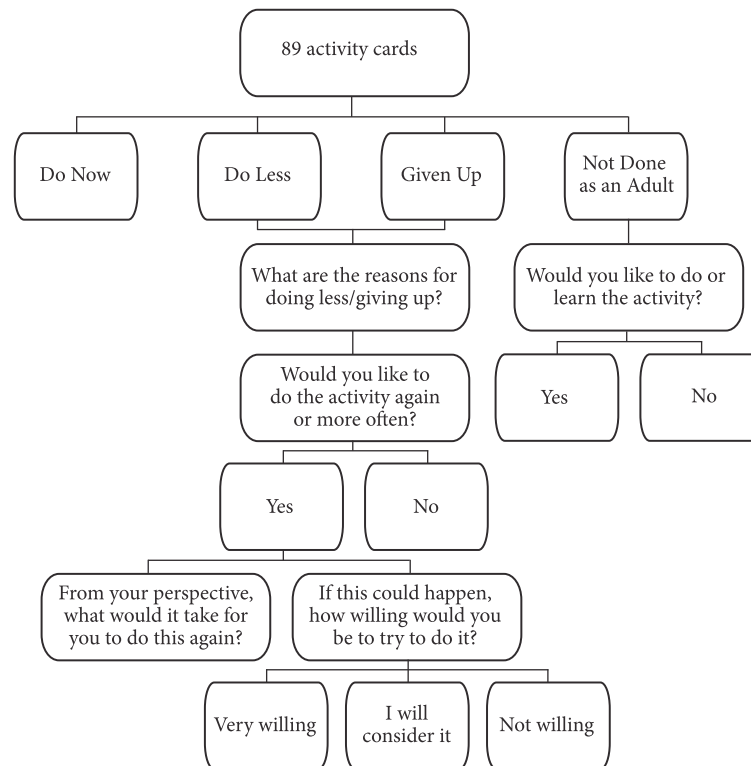 89 activity cards
Do Now
Do Less
Given Up
Not Done
as an Adult
What are the reasons for
doing less/giving up?
Would you like to do or
learn the activity?
Would you like to
do the activity again
or more often?
Yes
No
Yes
No
From your perspective,
what would it take for
you to do this again?
If this could happen,
how willing would you
be to try to do it?
Very willing
I will
consider it
Not willing